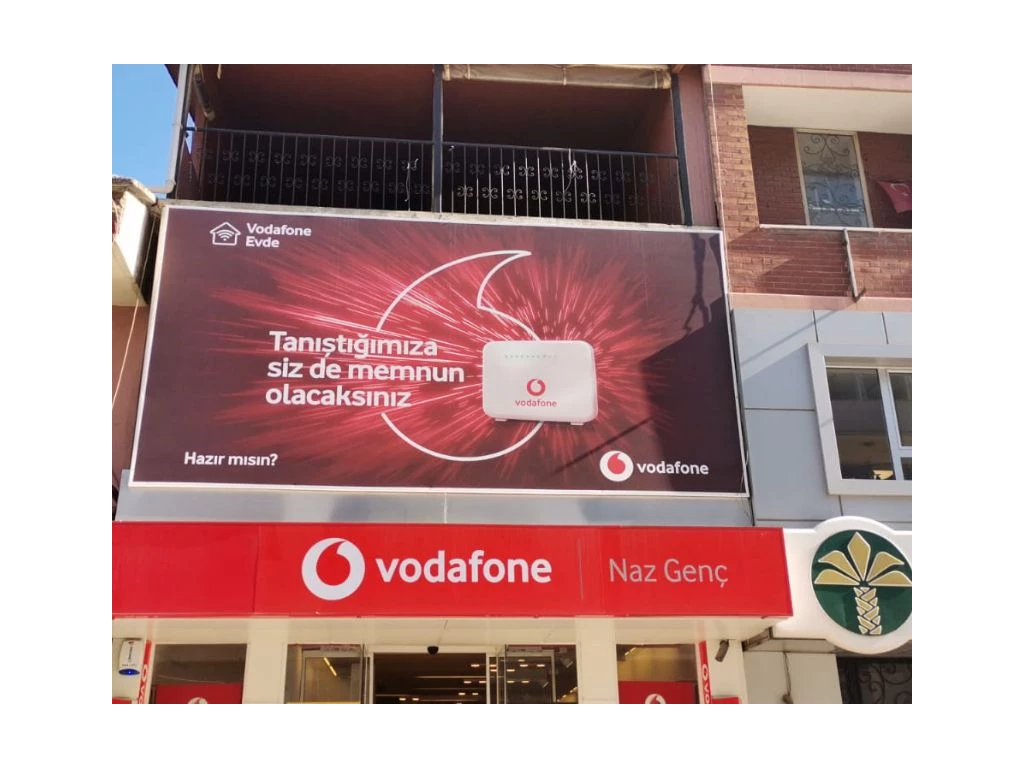 Vodafone
Evde
Tanıştığımıza
siz de memnun
olacaksınız
vodafone
Hazır mısın?
vodafone
vodafone
Naz Genç